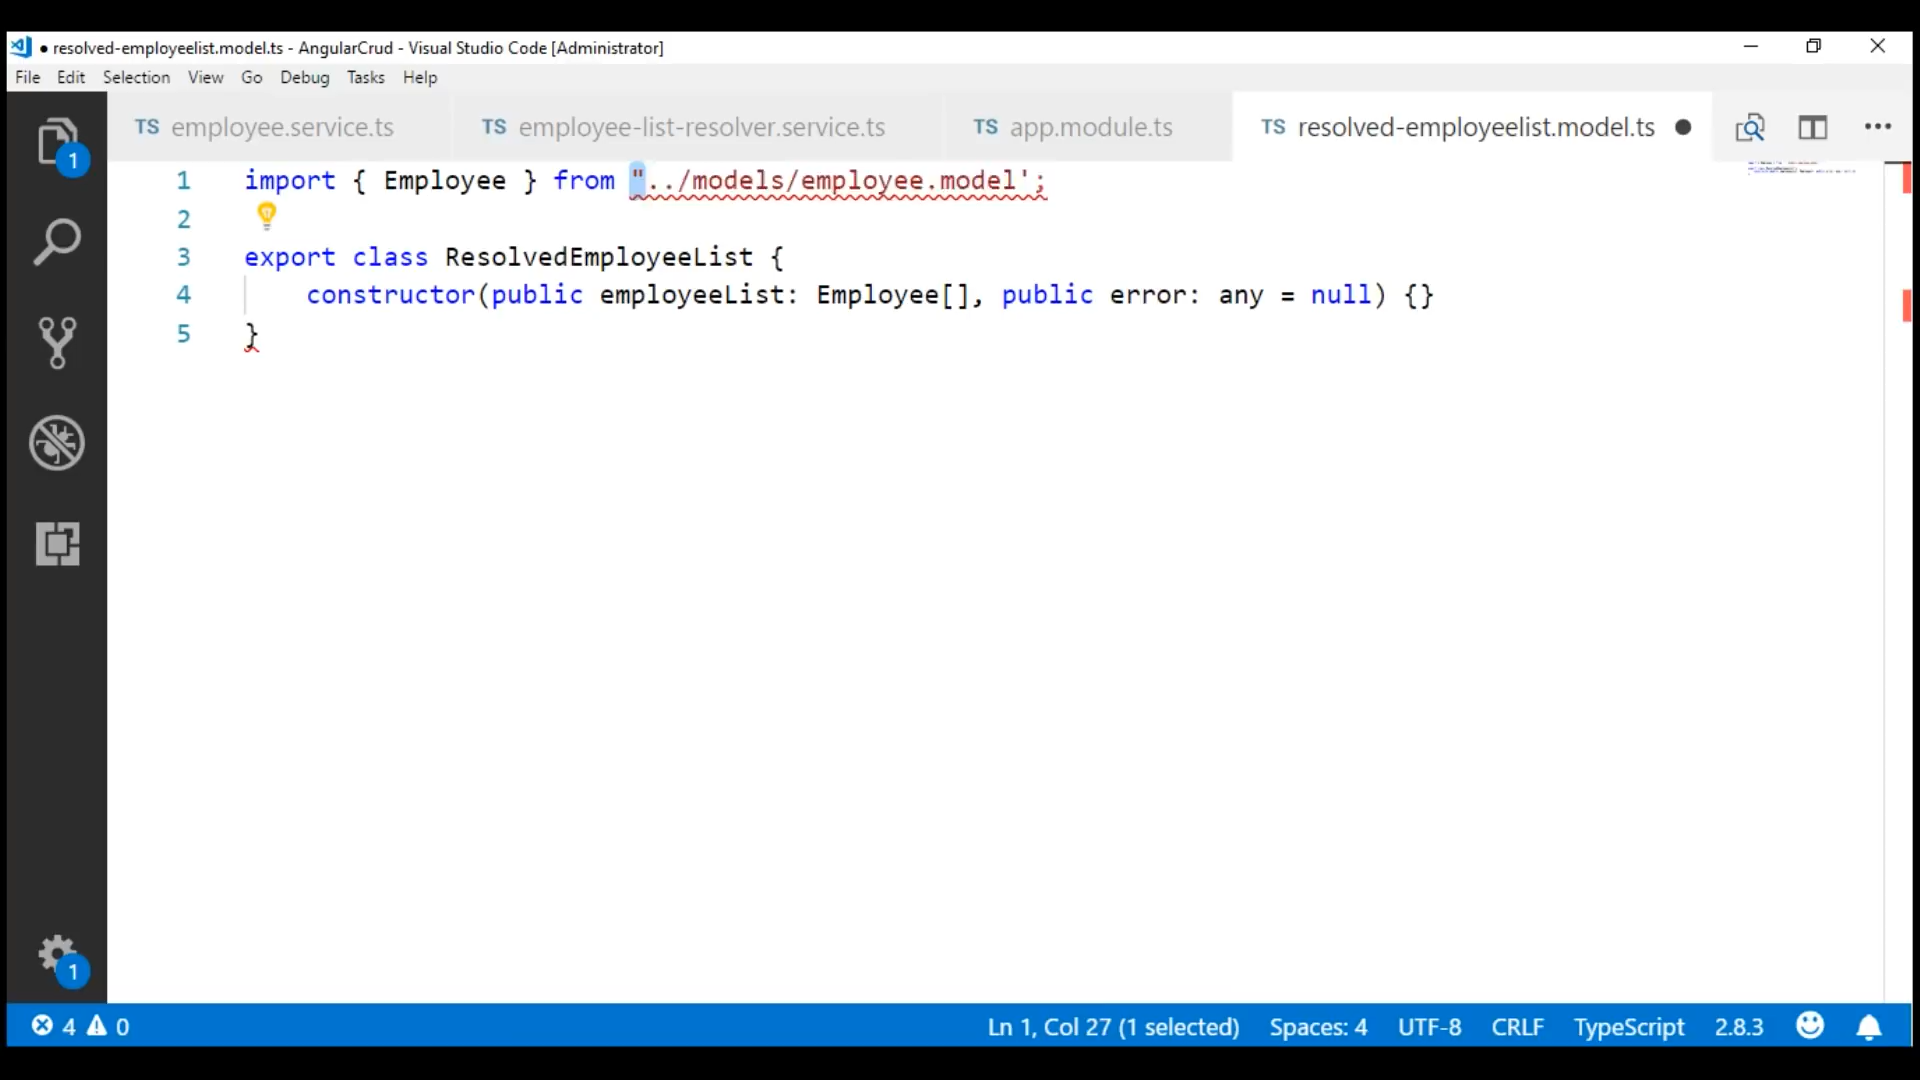 ● resolved-employeelist.model.ts - AngularCrud - Visual Studio Code [Administrator]
File Edit Selection View Go Debug Tasks Help
TS employee.service.ts TS employee-list-resolver.service.ts TS app.module.ts TS resolved-employeelist.model.ts ●
1 import { Employee } from "../models/employee.model';
2
3 export class ResolvedEmployeeList {
4 constructor(public employeeList: Employee[], public error: any = null) {}
5 }
1
1
4 0 Ln 1, Col 27 (1 selected) Spaces: 4 UTF-8 CRLF TypeScript 2.8.3